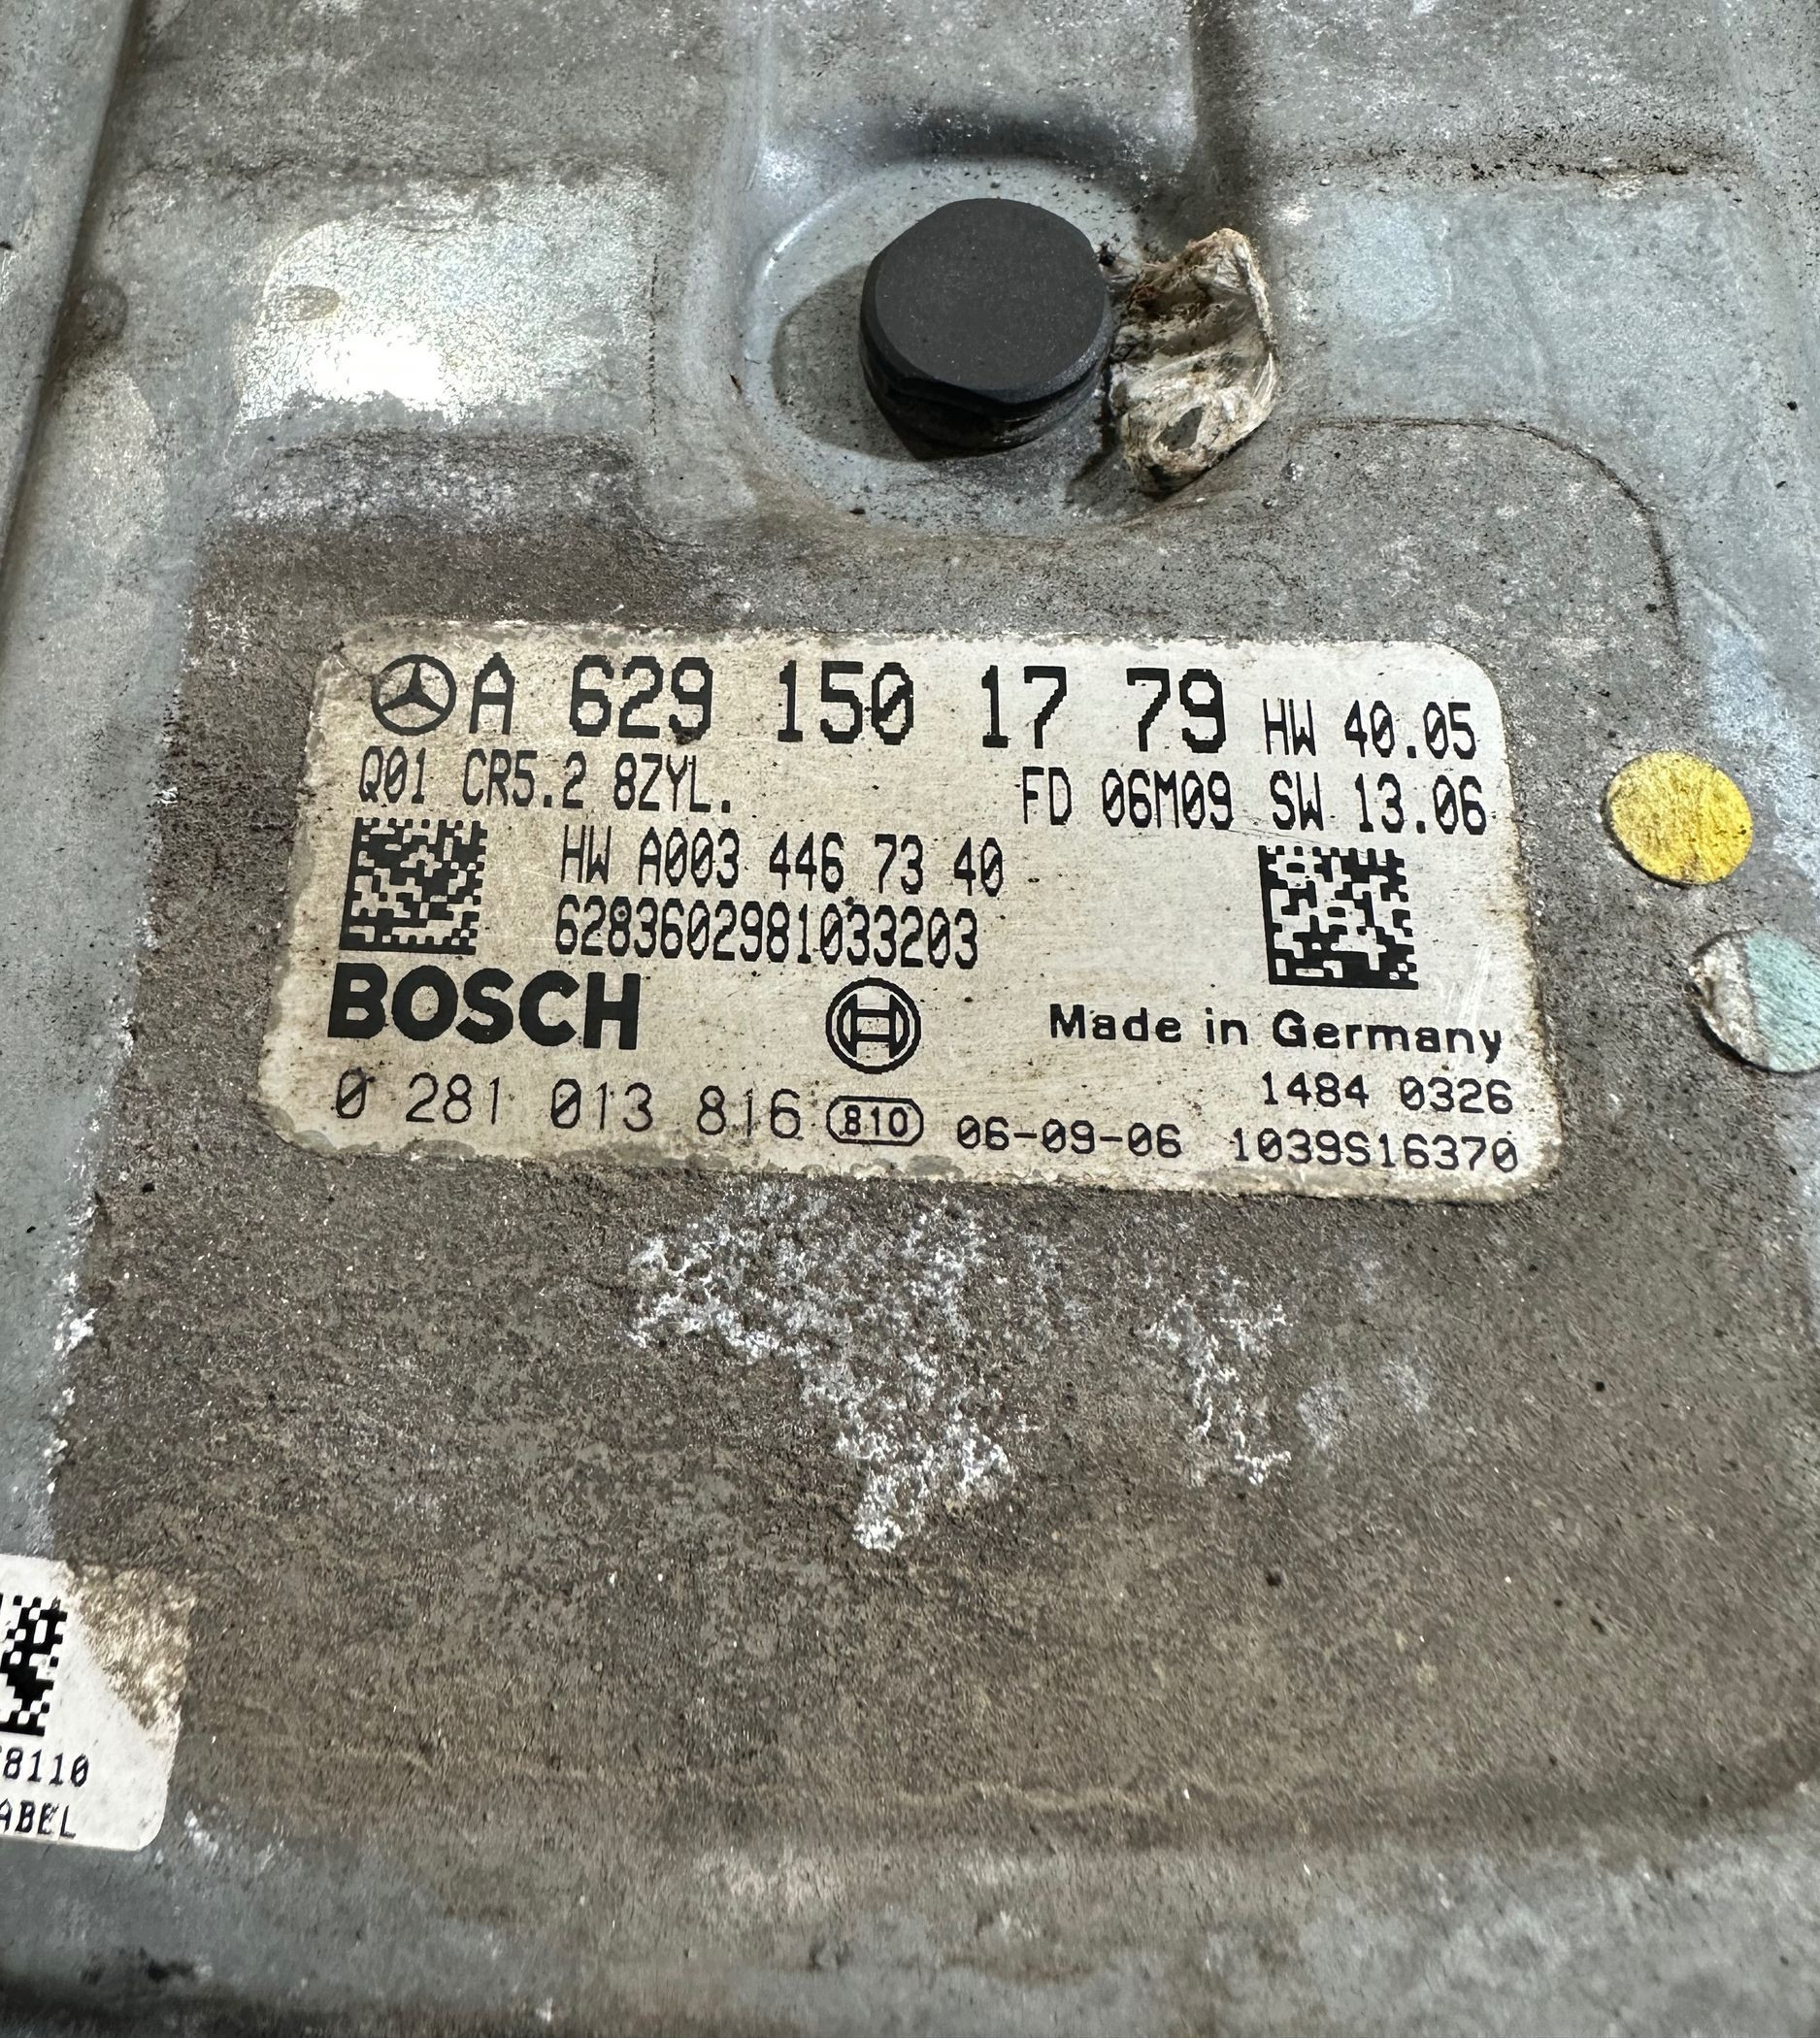 A 629 150 17 79 HW 40.05
Q01 CR5.2 8ZYL. FD 06M09 SW 13.06
HW A003 446 73 40
6283602981033203
BOSCH Made in Germany
1484 0326
0 281 013 816 810 06-09-06 1039S16370
8110
ABEL